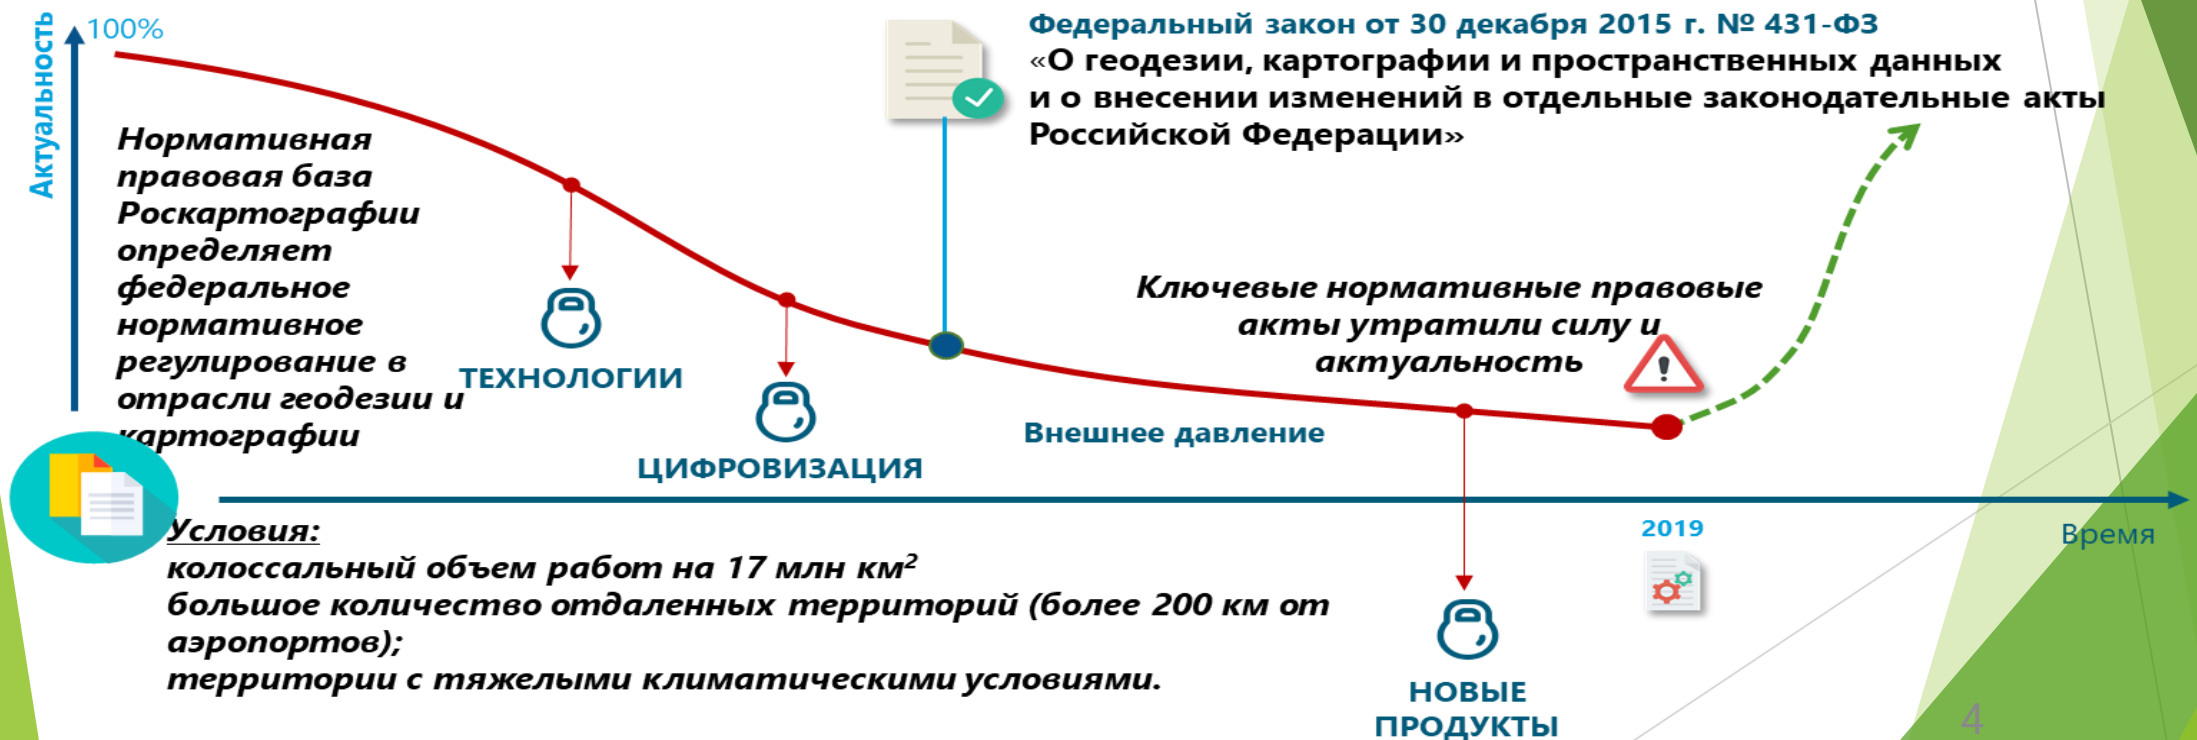 Актуальность
100%
Федеральный закон от 30 декабря 2015 г. № 431-ФЗ
«О геодезии, картографии и пространственных данных
и о внесении изменений в отдельные законодательные акты
Российской Федерации»
Нормативная
правовая база
Роскартографии
определяет
федеральное
нормативное
регулирование в
отрасли геодезии и
картографии
ТЕХНОЛОГИИ
ЦИФРОВИЗАЦИЯ
Ключевые нормативные правовые
акты утратили силу и
актуальность
Внешнее давление
2019
Время
Условия:
колоссальный объем работ на 17 млн км²
большое количество отдаленных территорий (более 200 км от
аэропортов);
территории с тяжелыми климатическими условиями.
НОВЫЕ
ПРОДУКТЫ
4